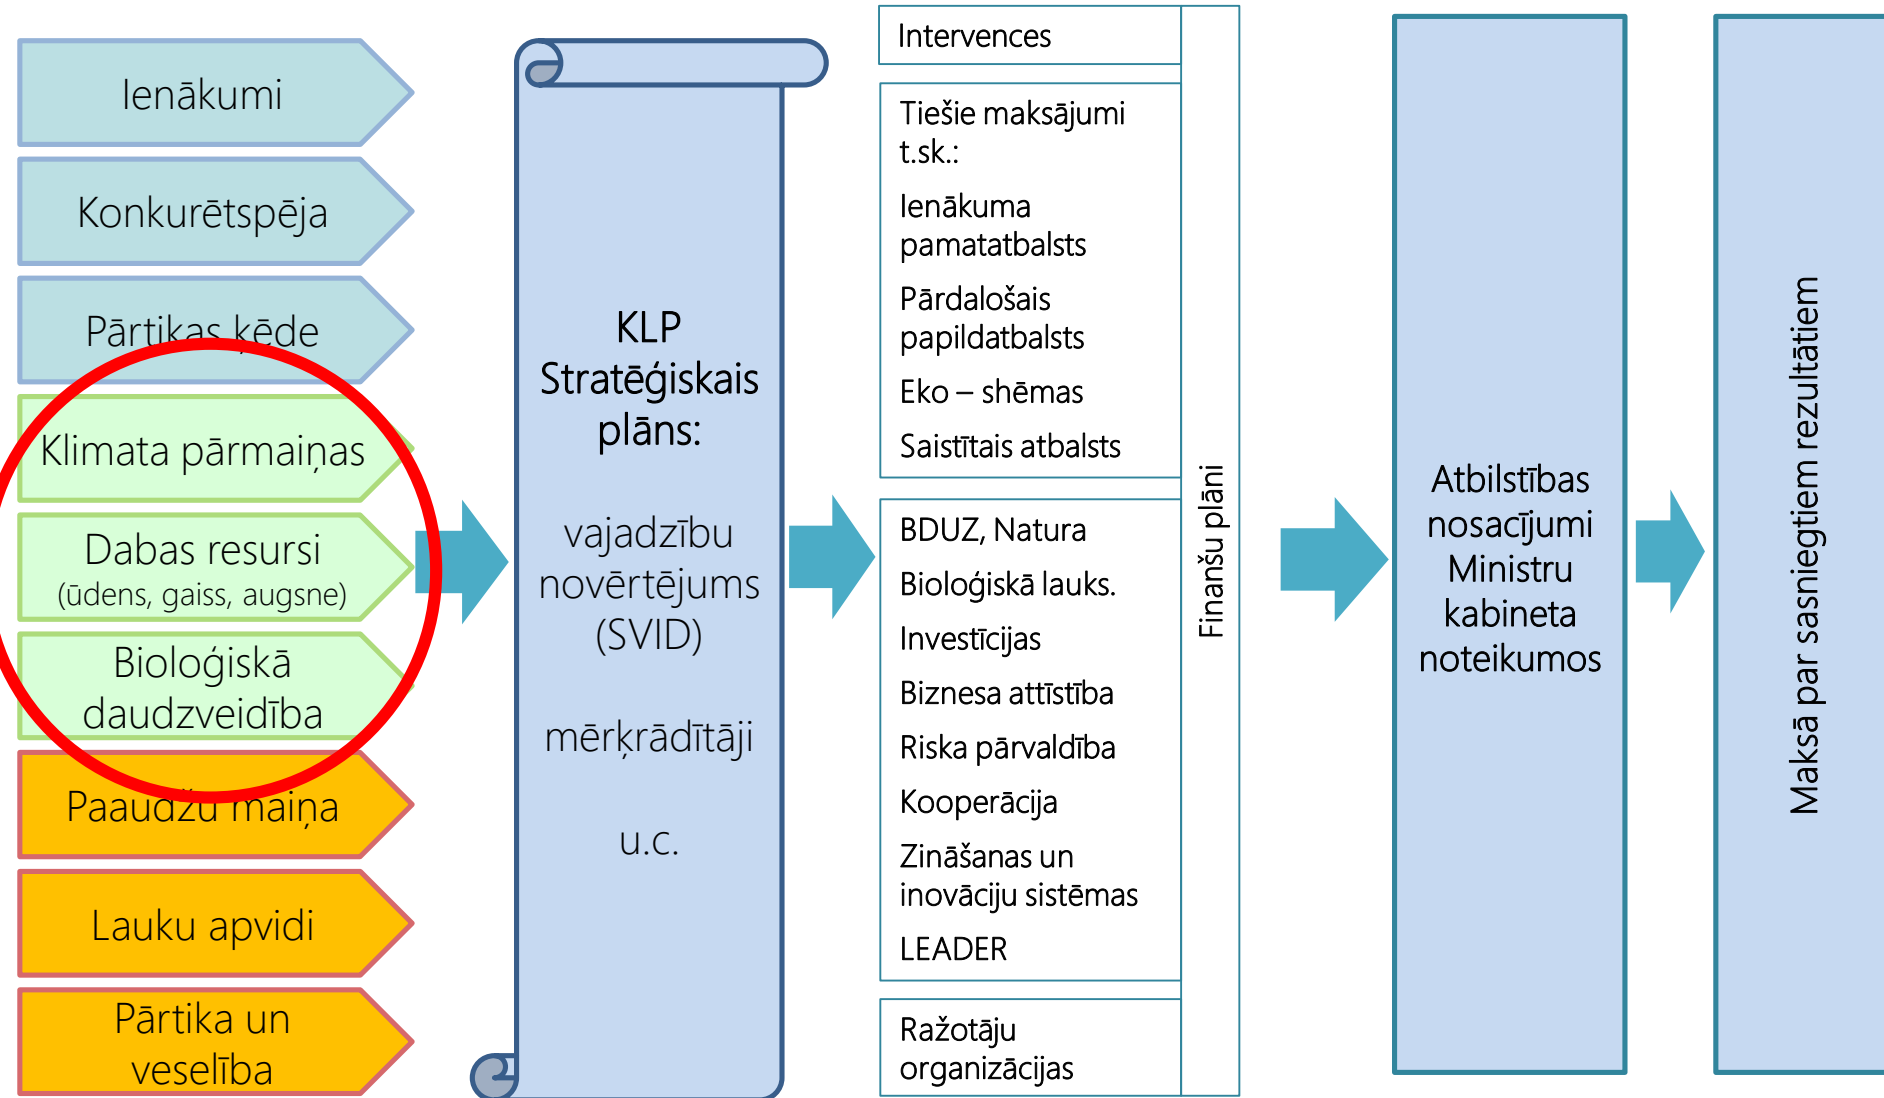 Ienākumi
Konkurētspēja
Pārtikas ķēde
Klimata pārmaiņas
Dabas resursi
(ūdens, gaiss, augsne)
Bioloģiskā
daudzveidība
Paaudžu maiņa
Lauku apvidi
Pārtika un
veselība
KLP
Stratēģiskais
plāns:
vajadzību
novērtējums
(SVID)
mērķrādītāji
u.c.
Intervences
Tiešie maksājumi
t.sk.:
Ienākuma
pamatatbalsts
Pārdalošais
papildatbalsts
Eko – shēmas
Saistītais atbalsts
BDUZ, Natura
Bioloģiskā lauks.
Investīcijas
Biznesa attīstība
Riska pārvaldība
Kooperācija
Zināšanas un
inovāciju sistēmas
LEADER
Ražotāju
organizācijas
Finanšu plāni
Atbilstības
nosacījumi
Ministru
kabineta
noteikumos
Maksā par sasniegtiem rezultātiem